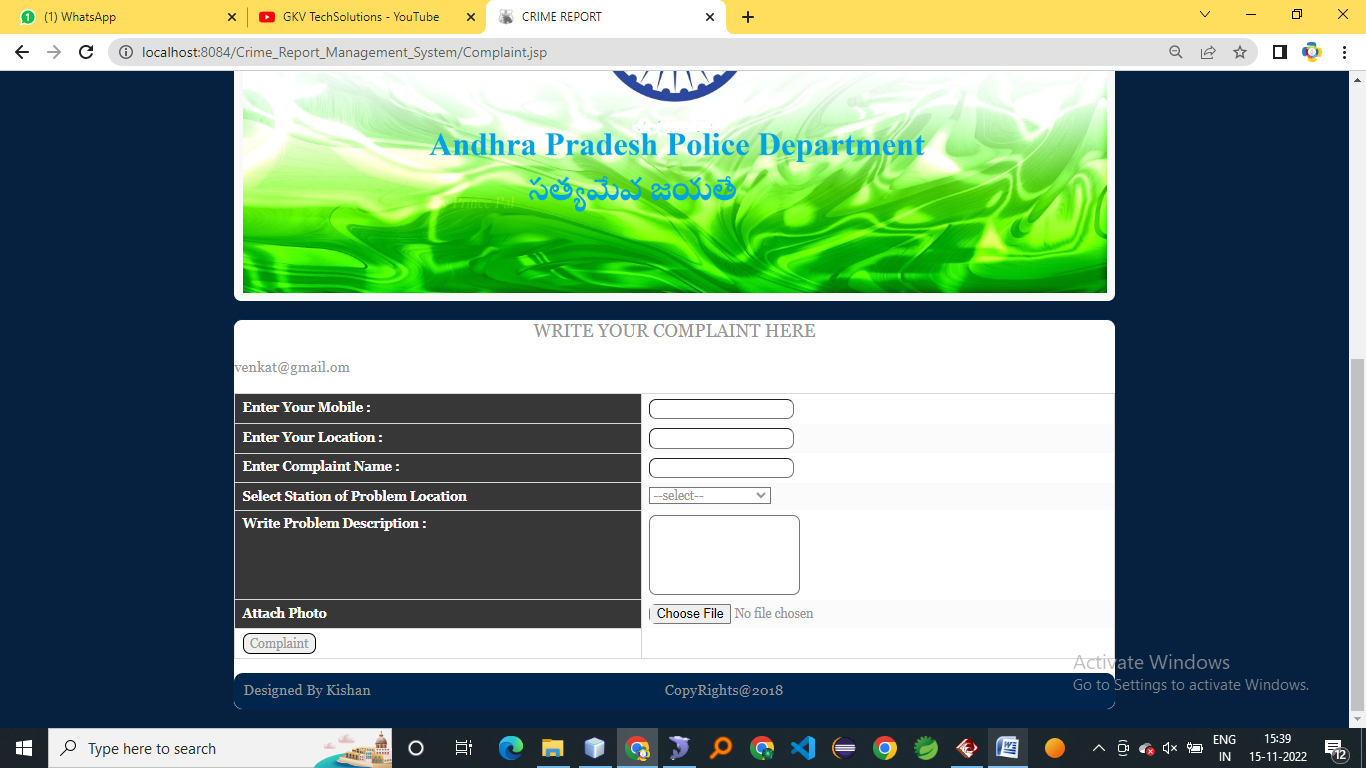 (1) WhatsApp
GKV TechSolutions - YouTube
CRIME REPORT
localhost:8084/Crime_Report_Management_System/Complaint.jsp
Andhra Pradesh Police Department
సత్యమేవ జయతే
WRITE YOUR COMPLAINT HERE
venkat@gmail.om
Enter Your Mobile :
Enter Your Location :
Enter Complaint Name :
Select Station of Problem Location --select--
Write Problem Description :
Attach Photo Choose File No file chosen
Complaint
Activate Windows
Go to Settings to activate Windows.
Designed By Kishan CopyRights@2018
Type here to search
ENG
IN
15:39
15-11-2022
12